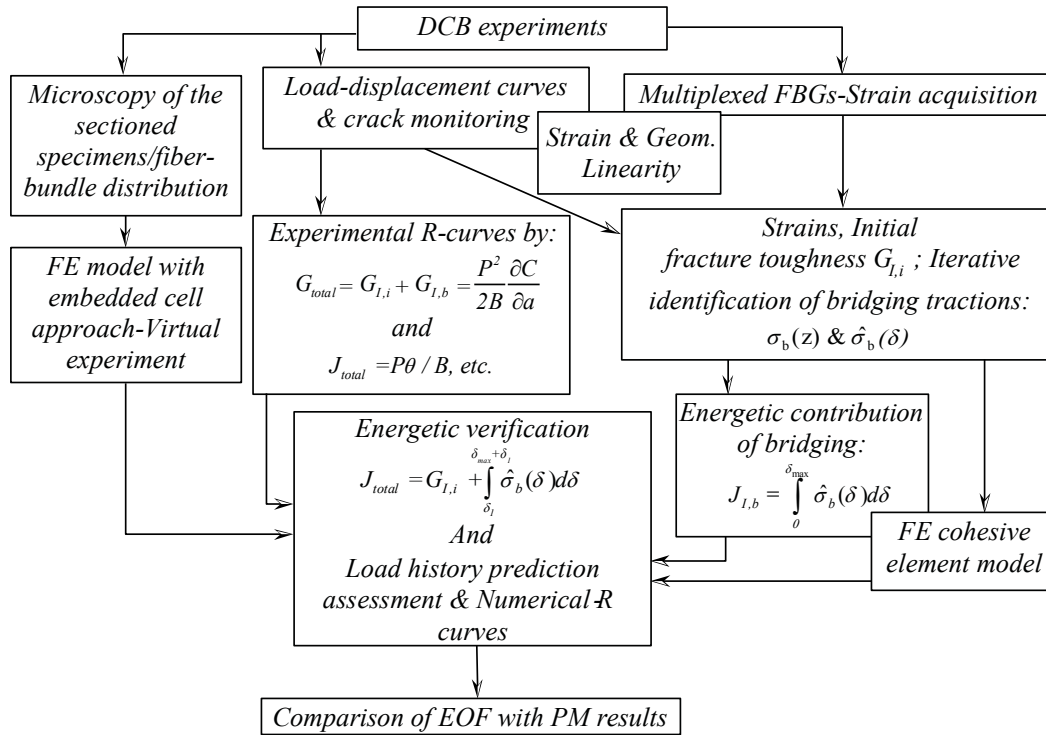 DCB experiments
Microscopy of the
sectioned
specimens/fiber-
bundle distribution
Load-displacement curves
& crack monitoring
Multiplexed FBGs-Strain acquisition
Strain & Geom.
Linearity
FE model with
embedded cell
approach-Virtual
experiment
Experimental R-curves by:
G_total = G_I,i + G_I,b = P²/2B ∂C/∂a
and
J_total = Pθ / B, etc.
Strains, Initial
fracture toughness G_I,i ; Iterative
identification of bridging tractions:
σ_b(z) & σ̂_b(δ)
Energetic verification
J_total = G_I,i + ∫_{δ_1}^{δ_max+δ_1} σ̂_b(δ)dδ
And
Load history prediction
assessment & Numerical-R
curves
Energetic contribution
of bridging:
J_I,b = ∫_0^{δ_max} σ̂_b(δ)dδ
FE cohesive
element model
Comparison of EOF with PM results